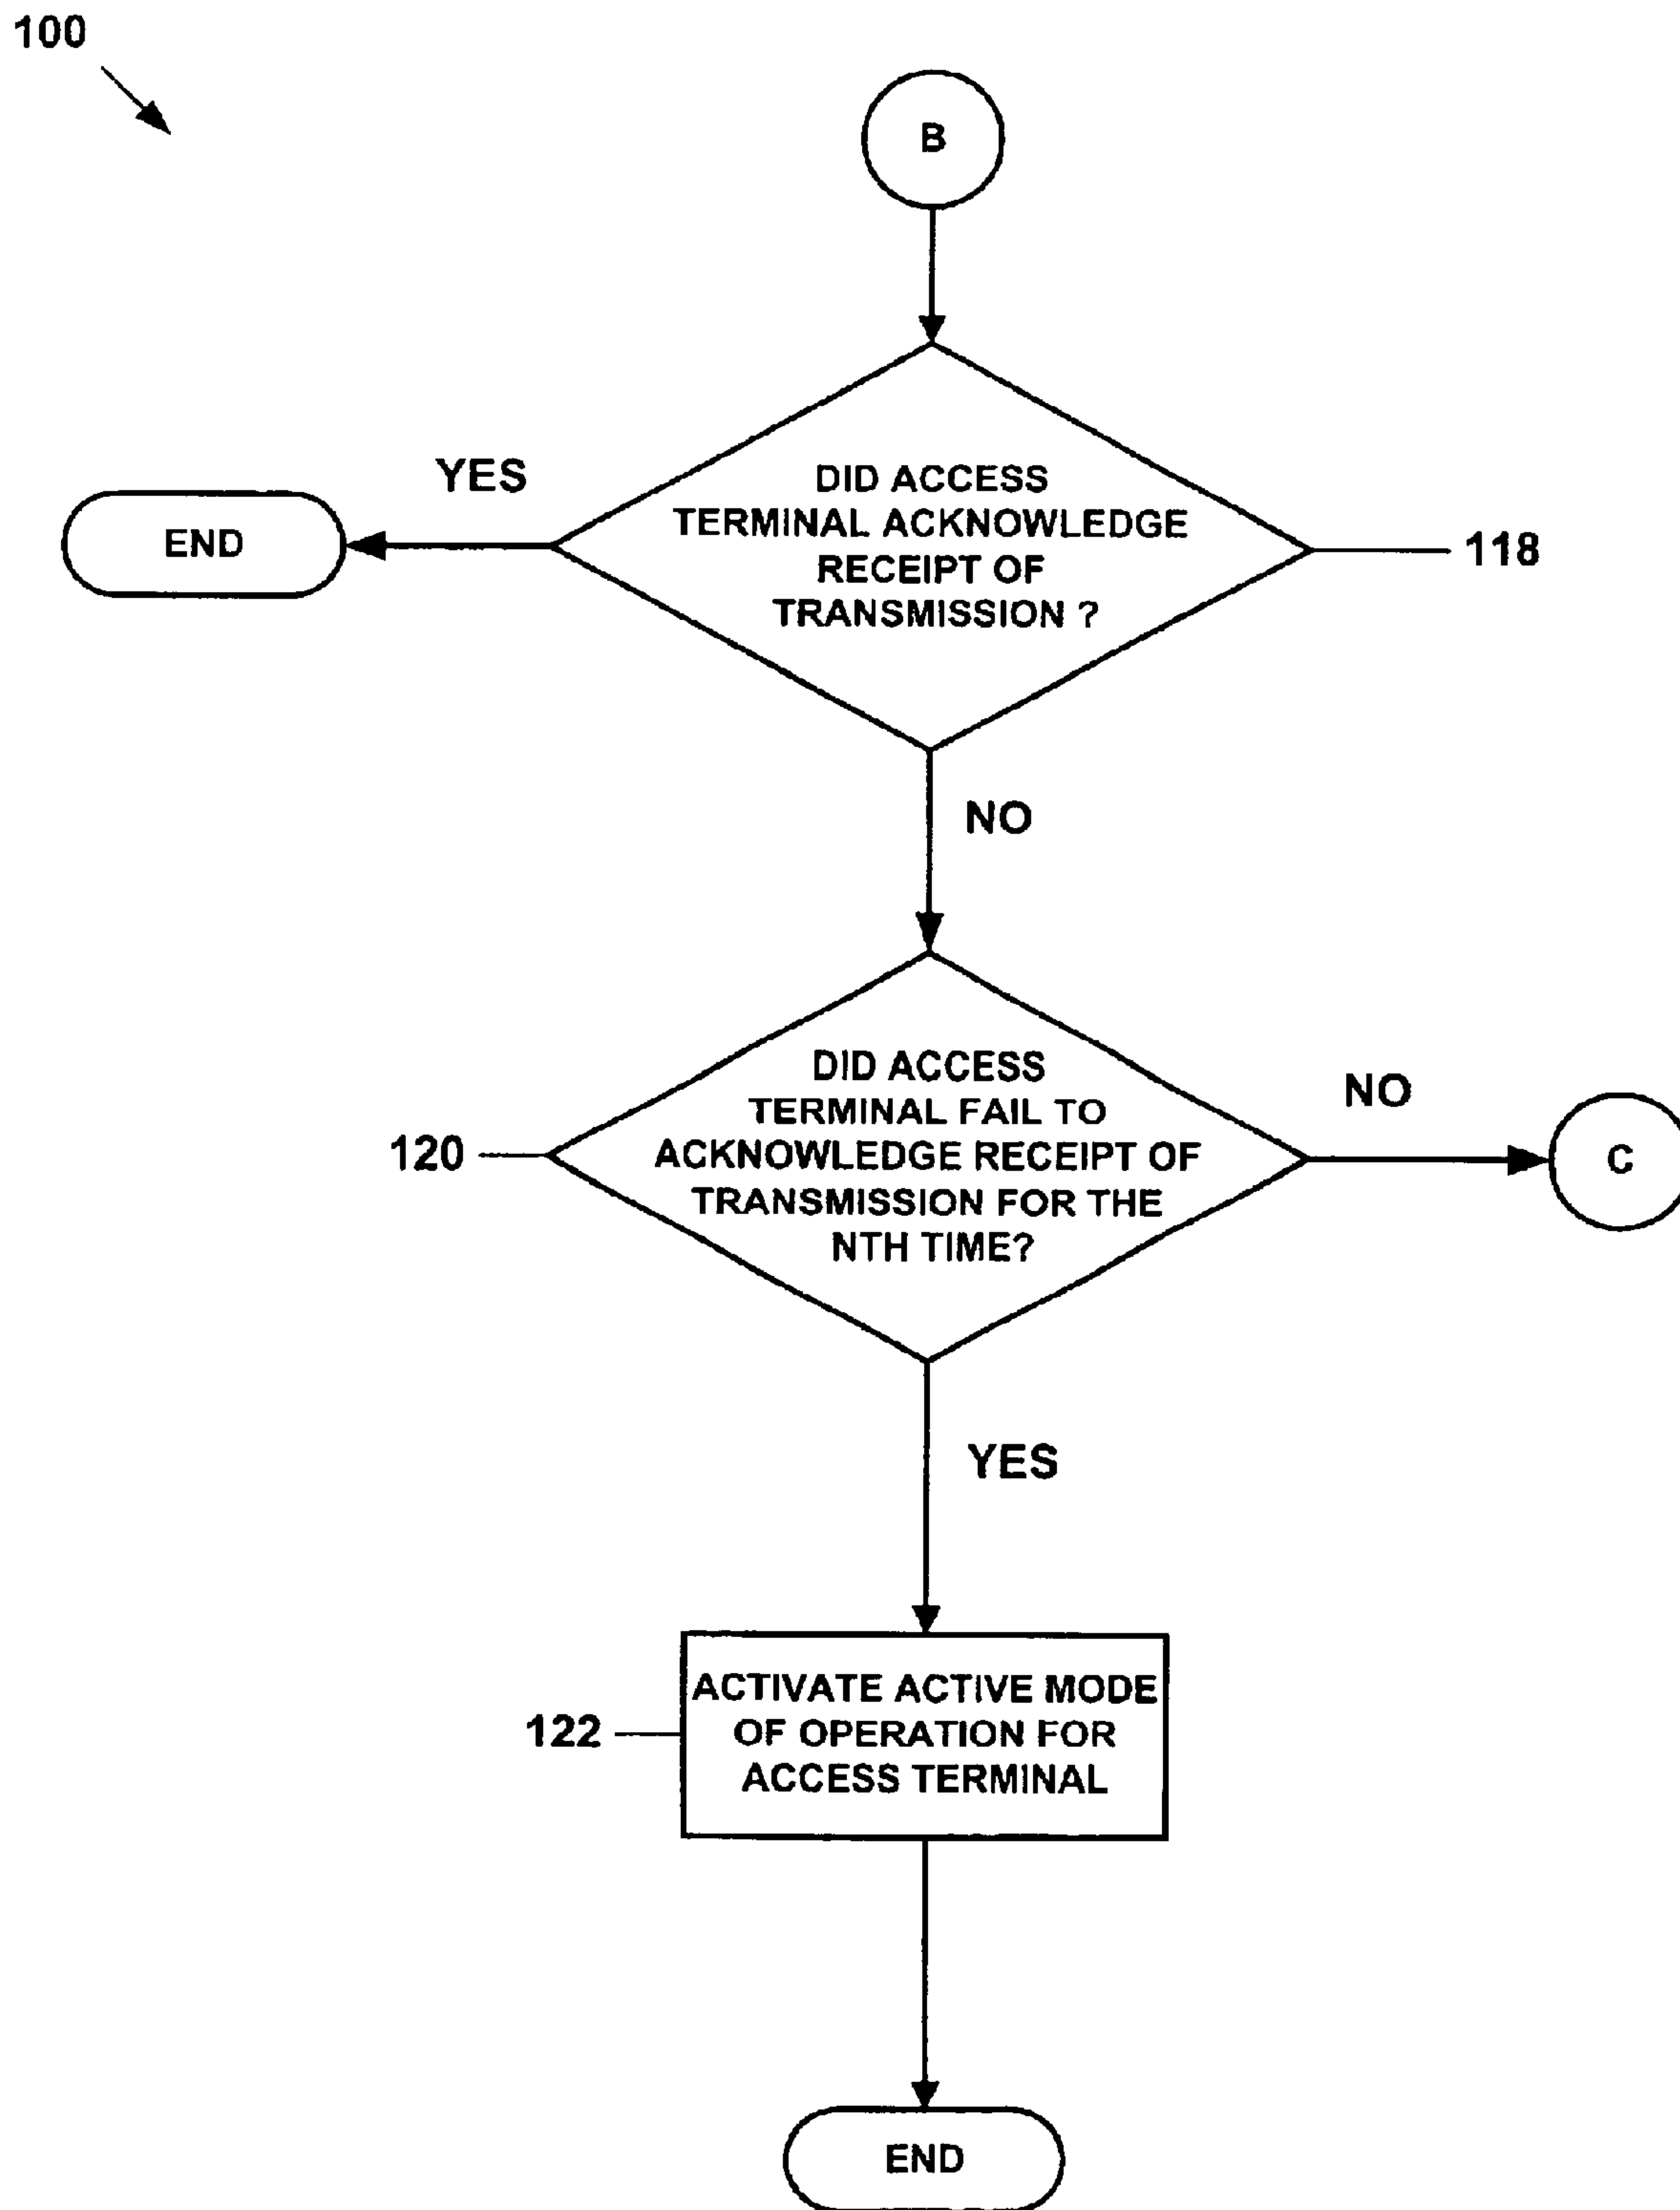 100
B
DID ACCESS
TERMINAL ACKNOWLEDGE
RECEIPT OF
TRANSMISSION ?
YES
END
118
NO
DID ACCESS
TERMINAL FAIL TO
ACKNOWLEDGE RECEIPT OF
TRANSMISSION FOR THE
NTH TIME?
120
NO
C
YES
ACTIVATE ACTIVE MODE
OF OPERATION FOR
ACCESS TERMINAL
122
END